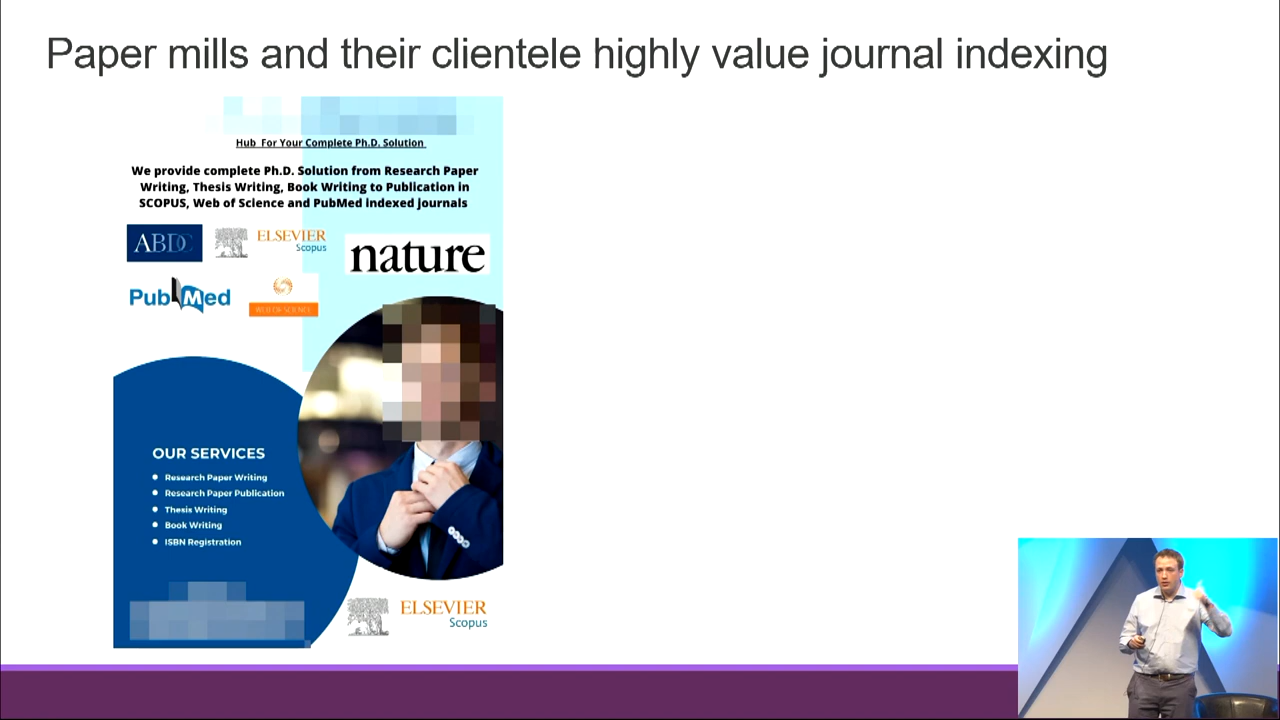 Paper mills and their clientele highly value journal indexing
Hub For Your Complete Ph.D. Solution
We provide complete Ph.D. Solution from Research Paper
Writing, Thesis Writing, Book Writing to Publication in
SCOPUS, Web of Science and PubMed indexed journals
ABDC
ELSEVIER
Scopus
nature
PubMed
WEB OF SCIENCE
OUR SERVICES
Research Paper Writing
Research Paper Publication
Thesis Writing
Book Writing
ISBN Registration
ELSEVIER
Scopus